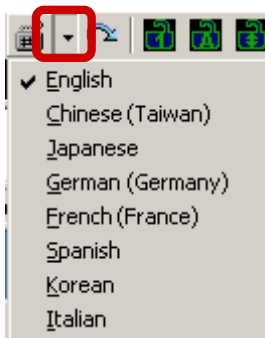 English
Chinese (Taiwan)
Japanese
German (Germany)
French (France)
Spanish
Korean
Italian